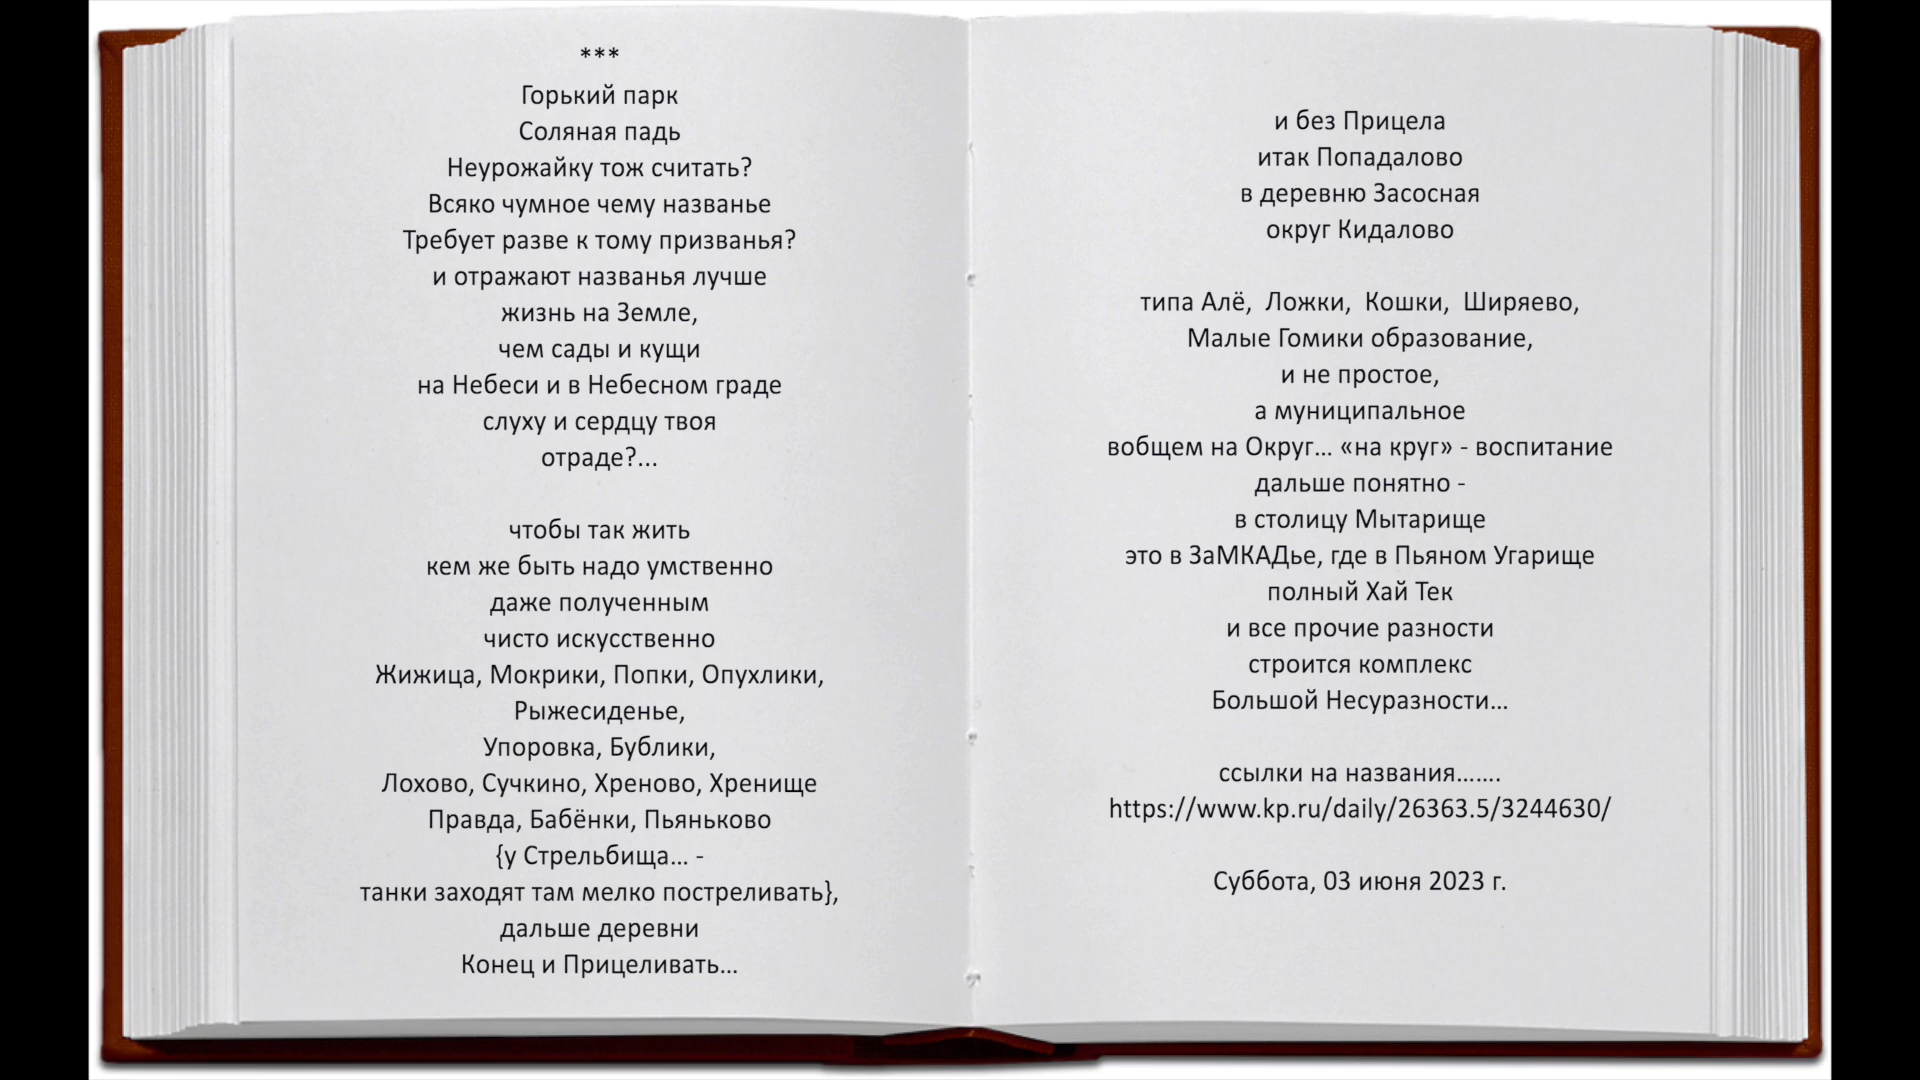 ***
Горький парк
Соляная падь
Неурожайку тож считать?
Всяко чумное чему названье
Требует разве к тому призванья?
и отражают названья лучше
жизнь на Земле,
чем сады и кущи
на Небеси и в Небесном граде
слуху и сердцу твоя
отраде?...
чтобы так жить
кем же быть надо умственно
даже полученным
чисто искусственно
Жижица, Мокрики, Попки, Опухлики,
Рыжесиденье,
Упоровка, Бублики,
Лохово, Сучкино, Хреново, Хренище
Правда, Бабёнки, Пьяньково
{у Стрельбища... -
танки заходят там мелко постреливать},
дальше деревни
Конец и Прицеливать...
и без Прицела
итак Попадалово
в деревню Засосная
округ Кидалово
типа Алё,  Ложки,  Кошки,  Ширяево,
Малые Гомики образование,
и не простое,
а муниципальное
вобщем на Округ... «на круг» - воспитание
дальше понятно -
в столицу Мытарище
это в ЗаМКАДье, где в Пьяном Угарище
полный Хай Тек
и все прочие разности
строится комплекс
Большой Несуразности...
ссылки на названия…….
https://www.kp.ru/daily/26363.5/3244630/
Суббота, 03 июня 2023 г.